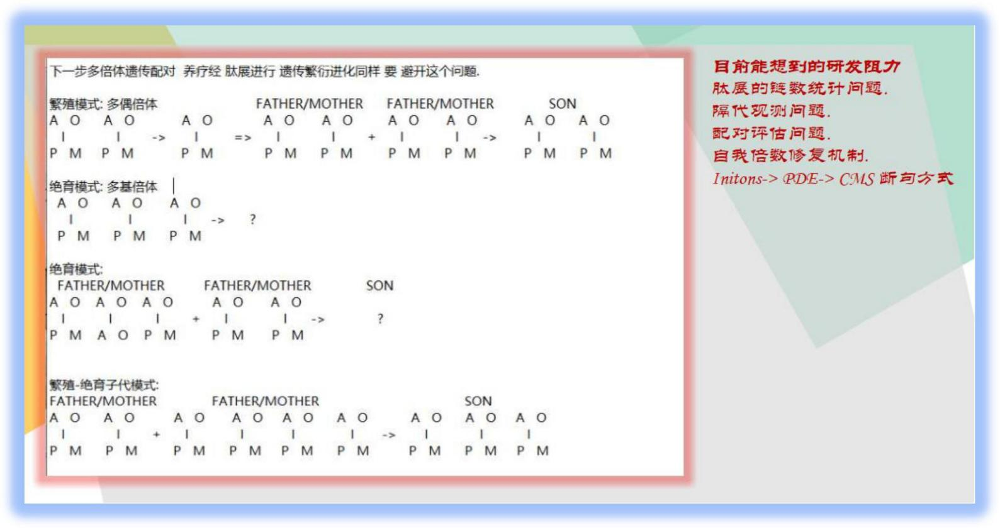 下一步多倍体遗传配对 养疗经 肽展进行 遗传繁衍进化同样 要 避开这个问题.
繁殖模式: 多偶倍体 FATHER/MOTHER FATHER/MOTHER SON
A O A O A O A O A O A O A O A O A O
I I -> I => I I + I I -> I I
P M P M P M P M P M P M P M P M P M
绝育模式: 多基倍体
A O A O A O
I I I -> ?
P M P M P M
绝育模式:
FATHER/MOTHER FATHER/MOTHER SON
A O A O A O A O A O
I I I + I I -> ?
P M A O P M P M P M
繁殖-绝育子代模式:
FATHER/MOTHER FATHER/MOTHER SON
A O A O A O A O A O A O A O A O A O
I I + I I I I -> I I I
P M P M P M P M P M P M P M P M P M
目前能想到的研发阻力
肽展的链数统计问题.
隔代观测问题.
配对评估问题.
自我倍数修复机制.
Initons-> PDE-> CMS 断句方式